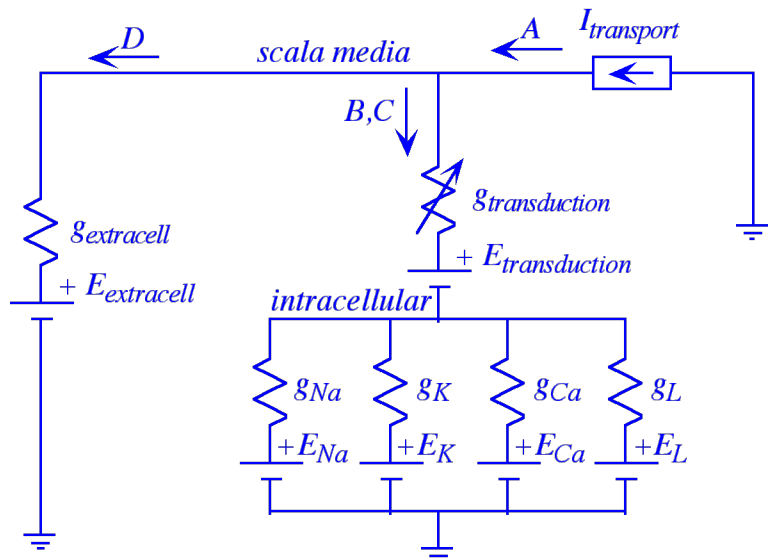 D
A
I_transport
scala media
B,C
g_transduction
g_extracell
+ E_transduction
+ E_extracell
intracellular
g_Na
g_K
g_Ca
g_L
+ E_Na
+ E_K
+ E_Ca
+ E_L